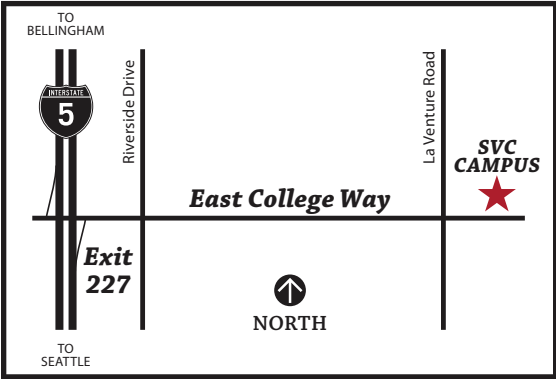 TO
BELLINGHAM
INTERSTATE
5
Riverside Drive
La Venture Road
SVC
CAMPUS
East College Way
Exit
227
NORTH
TO
SEATTLE